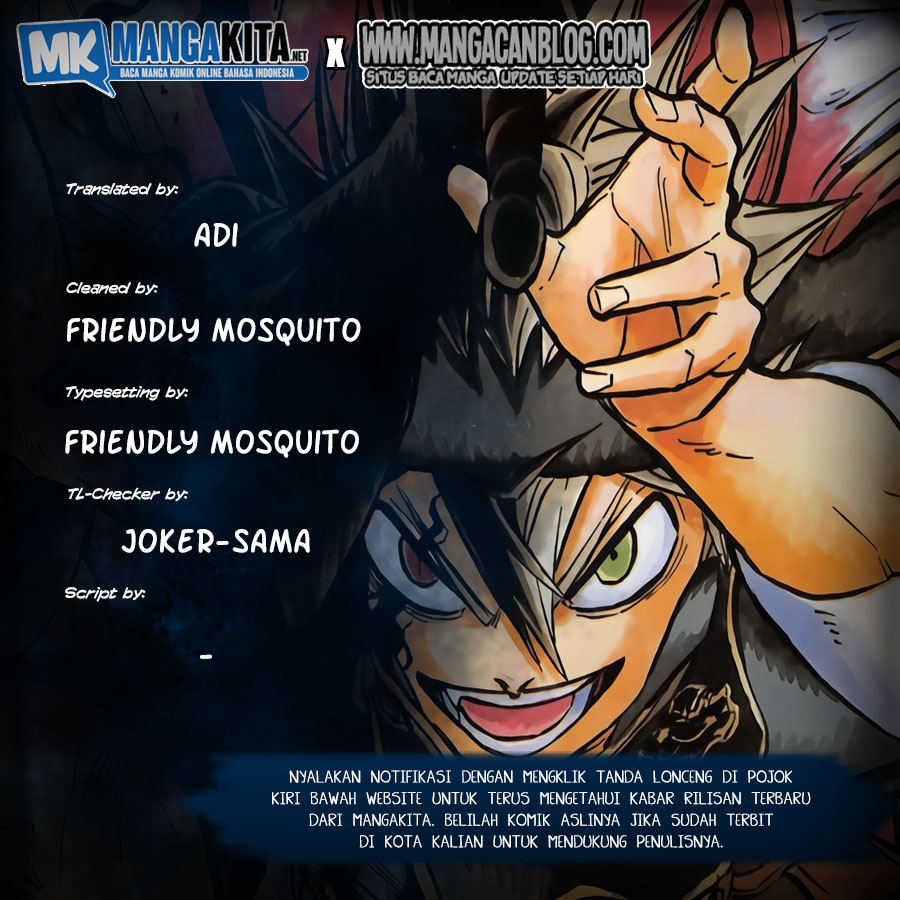 MK MANGAKITA.NET X WWW.MANGACANBLOG.COM
BACA MANGA KOMIK ONLINE BAHASA INDONESIA SITUS BACA MANGA UPDATE SETIAP HARI
Translated by:
ADI
Cleaned by:
FRIENDLY MOSQUITO
Typesetting by:
FRIENDLY MOSQUITO
TL-Checker by:
JOKER-SAMA
Script by:
-
NYALAKAN NOTIFIKASI DENGAN MENGKLIK TANDA LONCENG DI POJOK
KIRI BAWAH WEBSITE UNTUK TERUS MENGETAHUI KABAR RILISAN TERBARU
DARI MANGAKITA. BELILAH KOMIK ASLINYA JIKA SUDAH TERBIT
DI KOTA KALIAN UNTUK MENDUKUNG PENULISNYA.